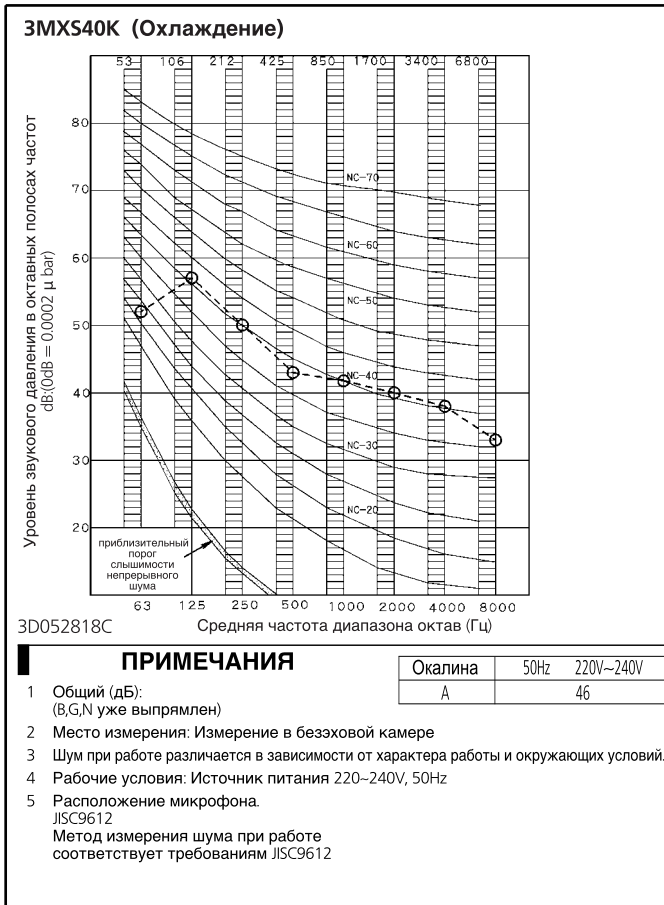 3MXS40K (Охлаждение)
53 106 212 425 850 1700 3400 6800
Уровень звукового давления в октавных полосах частот
dB:(0dB = 0.0002 µ bar)
80
70
60
50
40
30
20
NC-70
NC-60
NC-50
NC-40
NC-30
NC-20
приблизительный
порог
слышимости
непрерывного
шума
63 125 250 500 1000 2000 4000 8000
3D052818C
Средняя частота диапазона октав (Гц)
ПРИМЕЧАНИЯ
Окалина 50Hz 220V~240V
A 46
1 Общий (дБ):
(B,G,N уже выпрямлен)
2 Место измерения: Измерение в безэховой камере
3 Шум при работе различается в зависимости от характера работы и окружающих условий.
4 Рабочие условия: Источник питания 220~240V, 50Hz
5 Расположение микрофона.
JISC9612
Метод измерения шума при работе
соответствует требованиям JISC9612